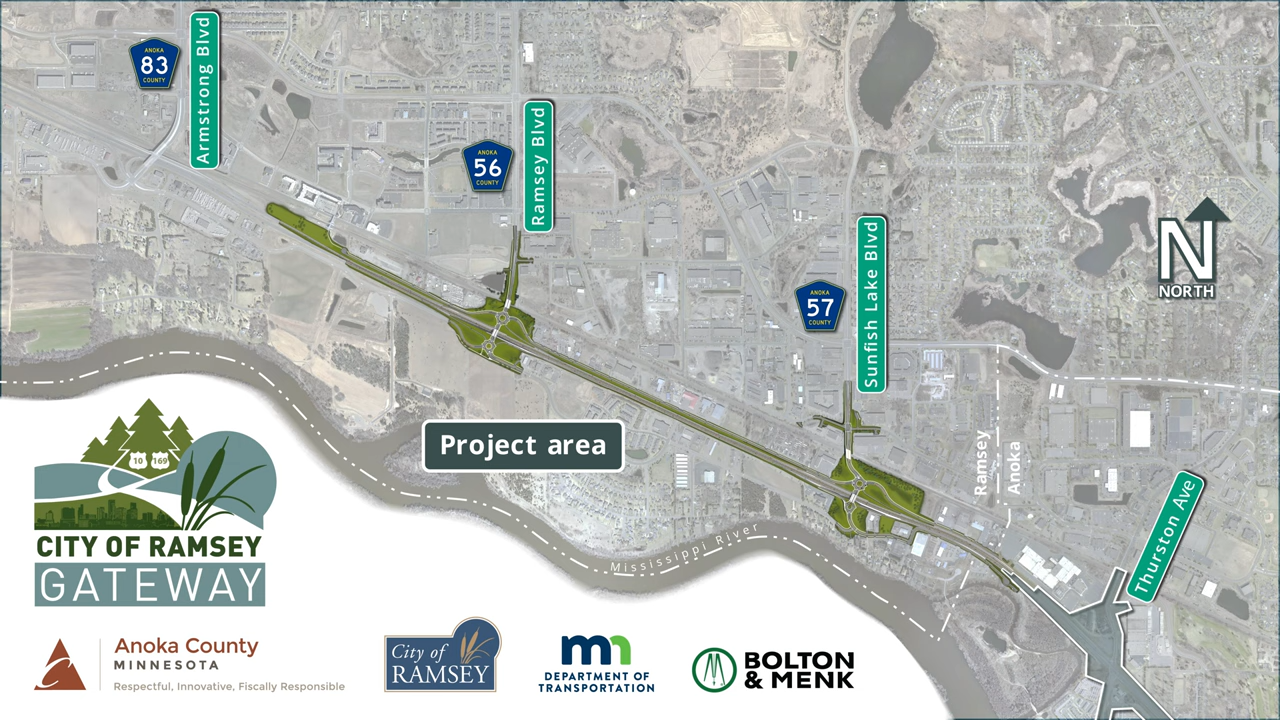 ANOKA
83
COUNTY
Armstrong Blvd
ANOKA
56
COUNTY
Ramsey Blvd
ANOKA
57
COUNTY
Sunfish Lake Blvd
N
NORTH
Project area
Ramsey
Anoka
Thurston Ave
Mississippi River
10
169
CITY OF RAMSEY
GATEWAY
Anoka County
MINNESOTA
Respectful, Innovative, Fiscally Responsible
City of
RAMSEY
mn
DEPARTMENT OF
TRANSPORTATION
BOLTON
& MENK